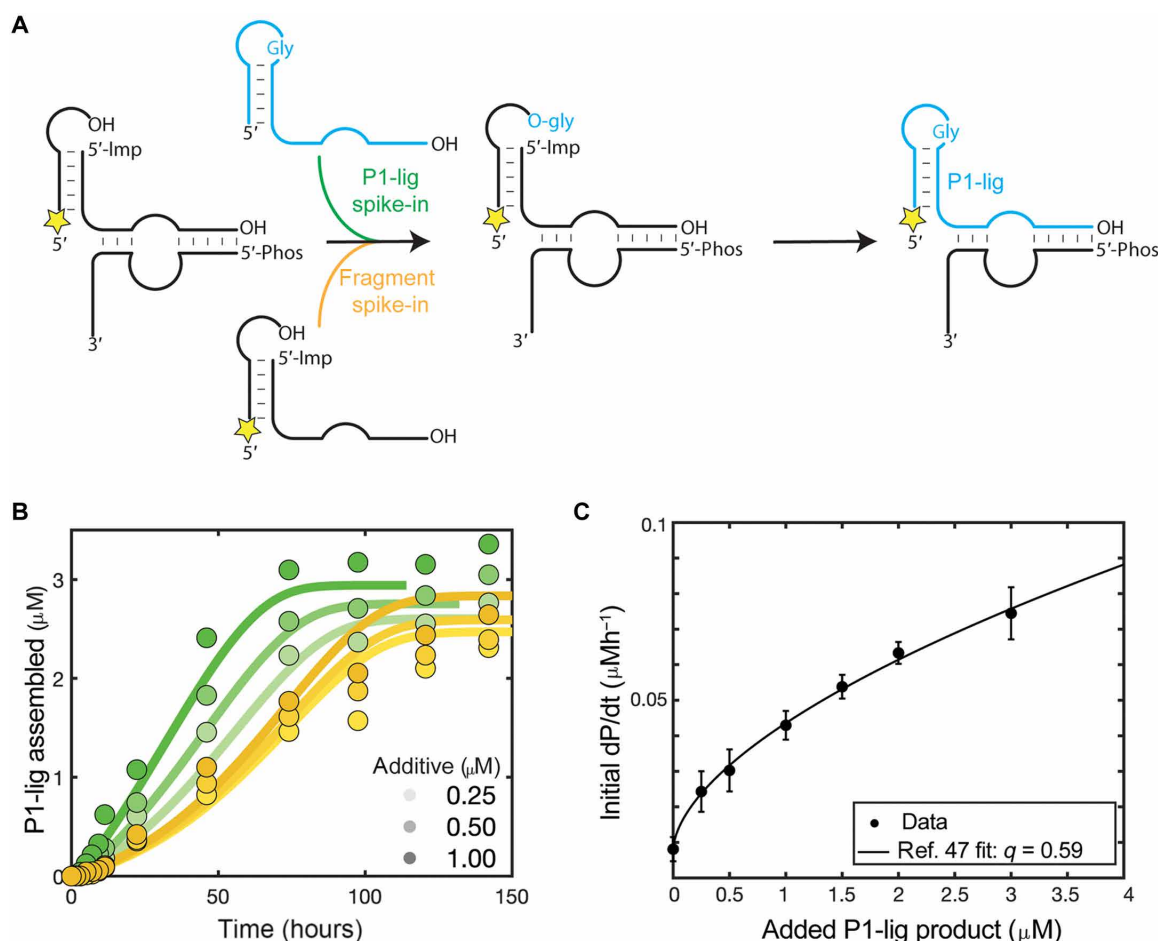 A
Gly
OH
5′-Imp
5′
OH
P1-lig
spike-in
5′
OH
5′-Phos
Fragment
spike-in
3′
OH
5′-Imp
5′
OH
O-gly
5′-Imp
5′
OH
5′-Phos
3′
Gly
P1-lig
5′
OH
5′-Phos
3′
B
P1-lig assembled (μM)
3
2
1
0
0
50
100
150
Time (hours)
Additive (μM)
0.25
0.50
1.00
C
Initial dP/dt (μMh⁻¹)
0.1
0.05
0
0.5
1
1.5
2
2.5
3
3.5
4
Added P1-lig product (μM)
Data
Ref. 47 fit: q = 0.59